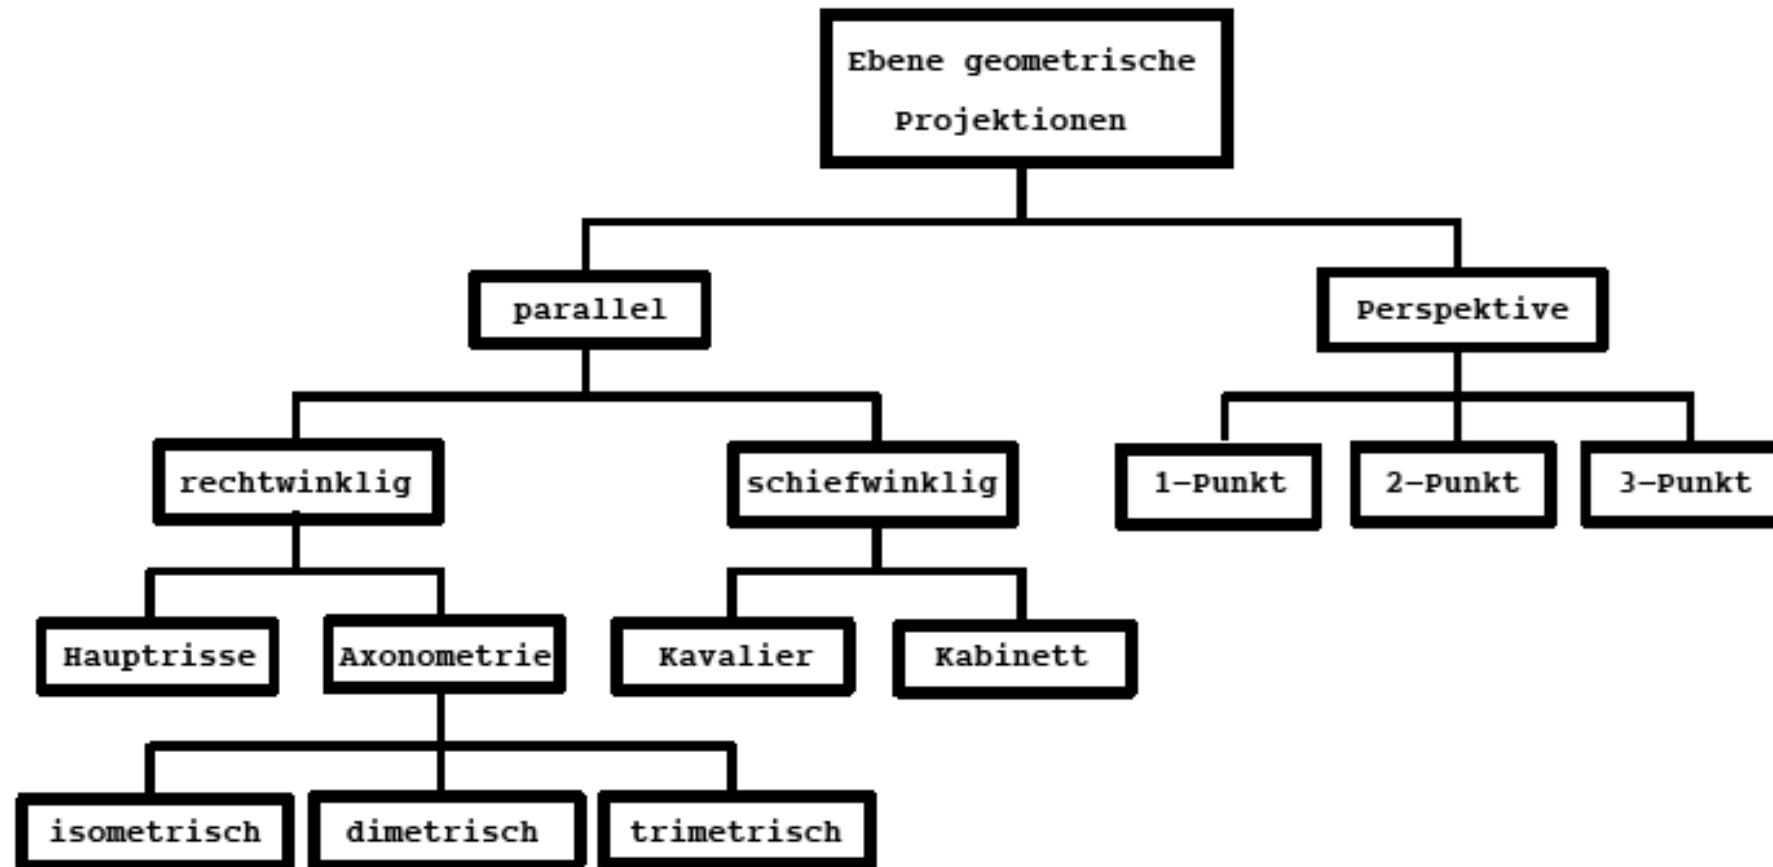 Ebene geometrische
Projektionen
parallel
Perspektive
rechtwinklig
schiefwinklig
1-Punkt
2-Punkt
3-Punkt
Hauptrisse
Axonometrie
Kavalier
Kabinett
isometrisch
dimetrisch
trimetrisch